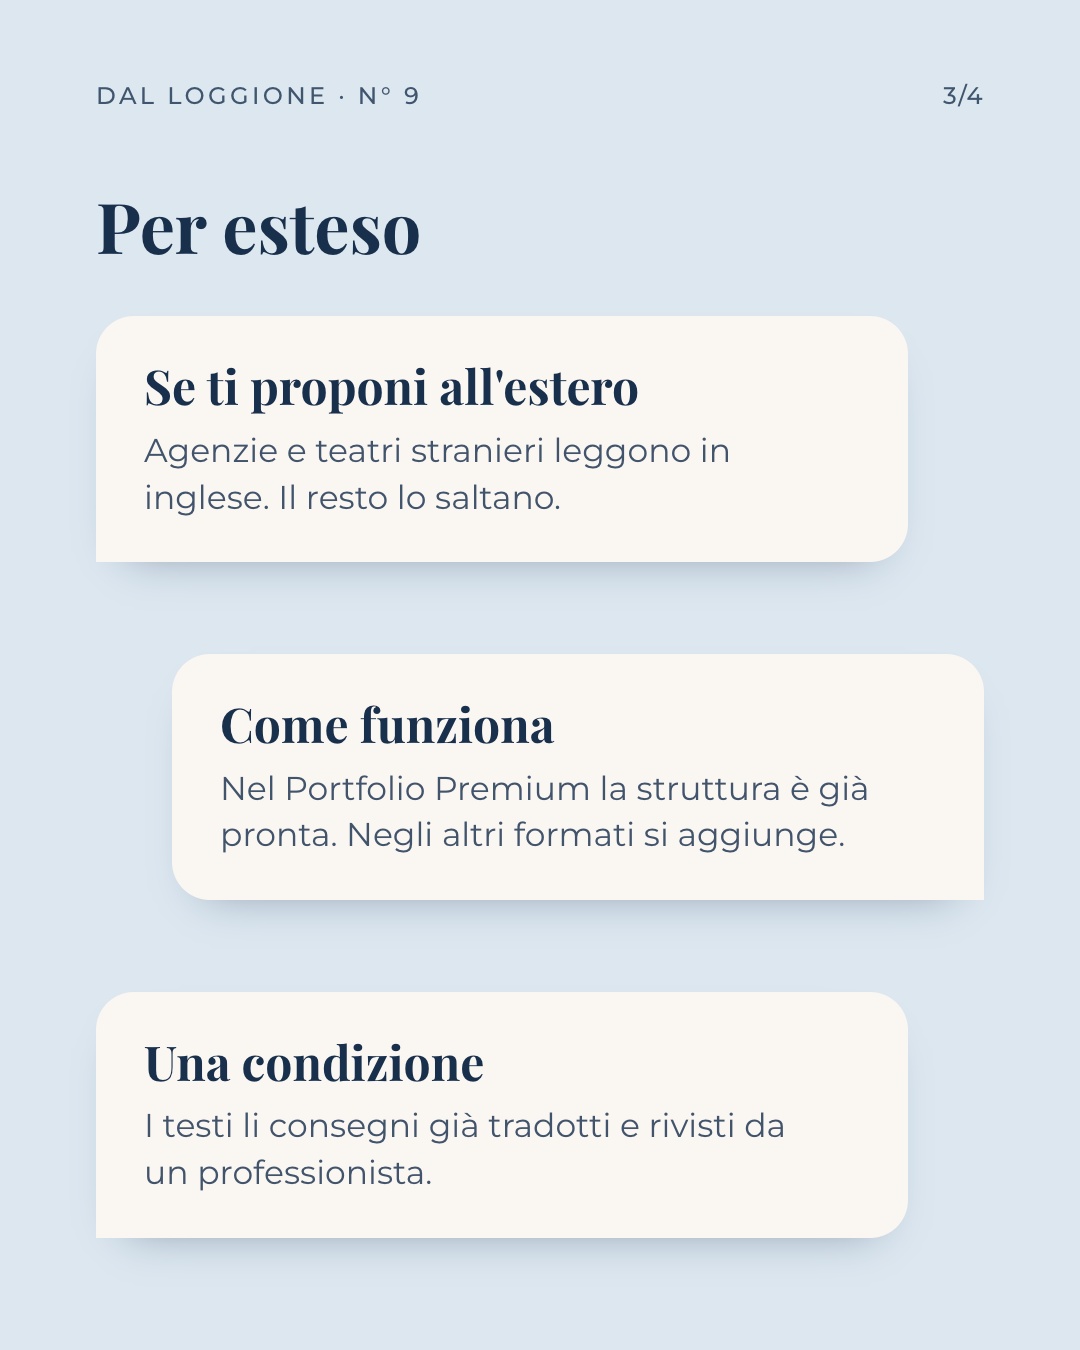 DAL LOGGIONE · N° 9
3/4
Per esteso
Se ti proponi all'estero
Agenzie e teatri stranieri leggono in
inglese. Il resto lo saltano.
Come funziona
Nel Portfolio Premium la struttura è già
pronta. Negli altri formati si aggiunge.
Una condizione
I testi li consegni già tradotti e rivisti da
un professionista.